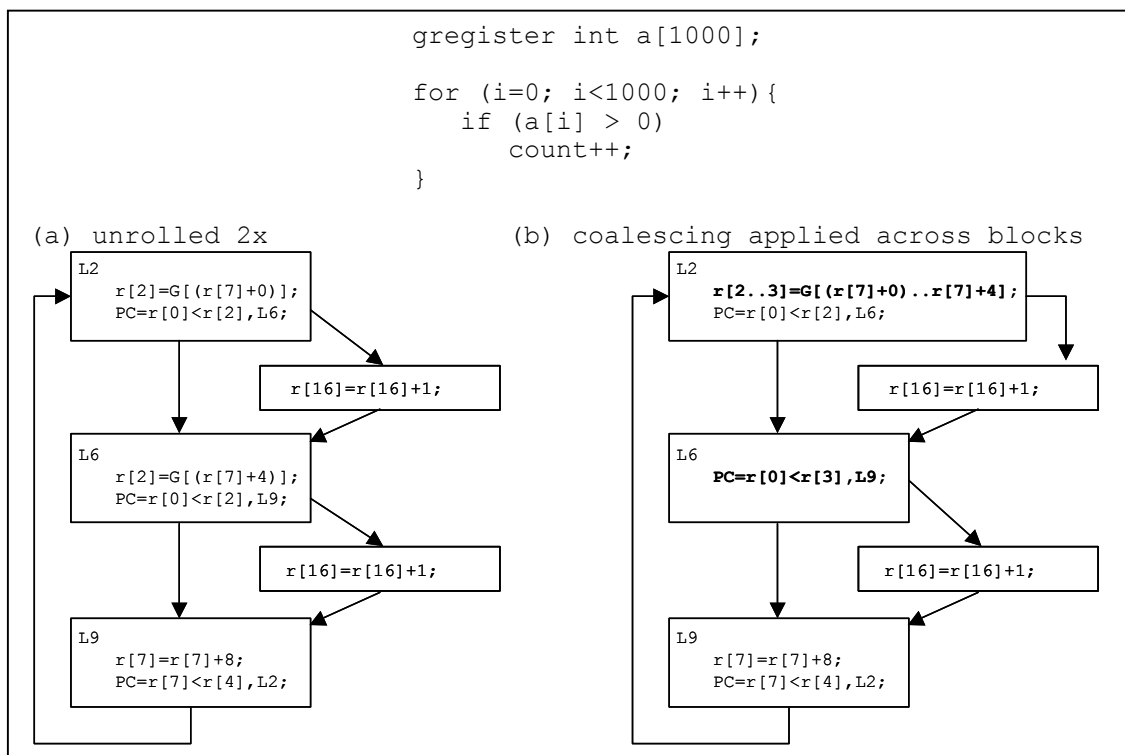 gregister int a[1000];
for (i=0; i<1000; i++){
if (a[i] > 0)
count++;
}
(a) unrolled 2x
L2
r[2]=G[(r[7]+0)];
PC=r[0]<r[2],L6;
r[16]=r[16]+1;
L6
r[2]=G[(r[7]+4)];
PC=r[0]<r[2],L9;
r[16]=r[16]+1;
L9
r[7]=r[7]+8;
PC=r[7]<r[4],L2;
(b) coalescing applied across blocks
L2
r[2..3]=G[(r[7]+0)..r[7]+4];
PC=r[0]<r[2],L6;
r[16]=r[16]+1;
L6
PC=r[0]<r[3],L9;
r[16]=r[16]+1;
L9
r[7]=r[7]+8;
PC=r[7]<r[4],L2;